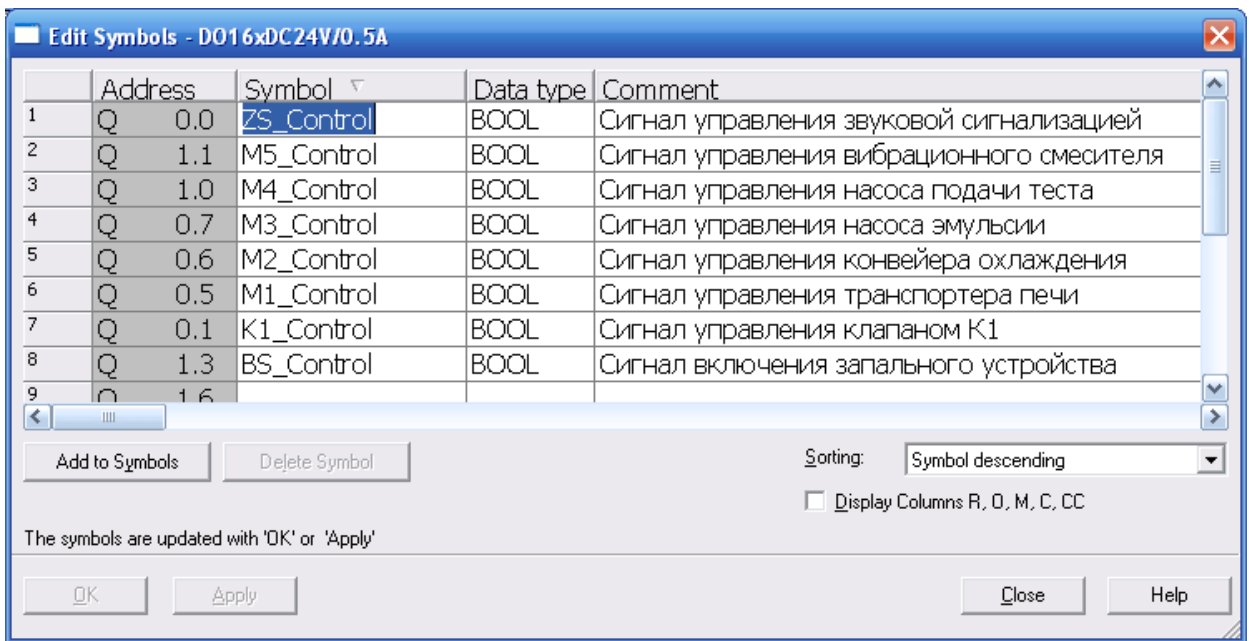 Edit Symbols - DO16xDC24V/0.5A
Address Symbol Data type Comment
1 Q 0.0 ZS_Control BOOL Сигнал управления звуковой сигнализацией
2 Q 1.1 M5_Control BOOL Сигнал управления вибрационного смесителя
3 Q 1.0 M4_Control BOOL Сигнал управления насоса подачи теста
4 Q 0.7 M3_Control BOOL Сигнал управления насоса эмульсии
5 Q 0.6 M2_Control BOOL Сигнал управления конвейера охлаждения
6 Q 0.5 M1_Control BOOL Сигнал управления транспортера печи
7 Q 0.1 K1_Control BOOL Сигнал управления клапаном К1
8 Q 1.3 BS_Control BOOL Сигнал включения запального устройства
9 Q 1.6
Add to Symbols Delete Symbol Sorting: Symbol descending
Display Columns R, O, M, C, CC
The symbols are updated with 'OK' or 'Apply'
OK Apply Close Help